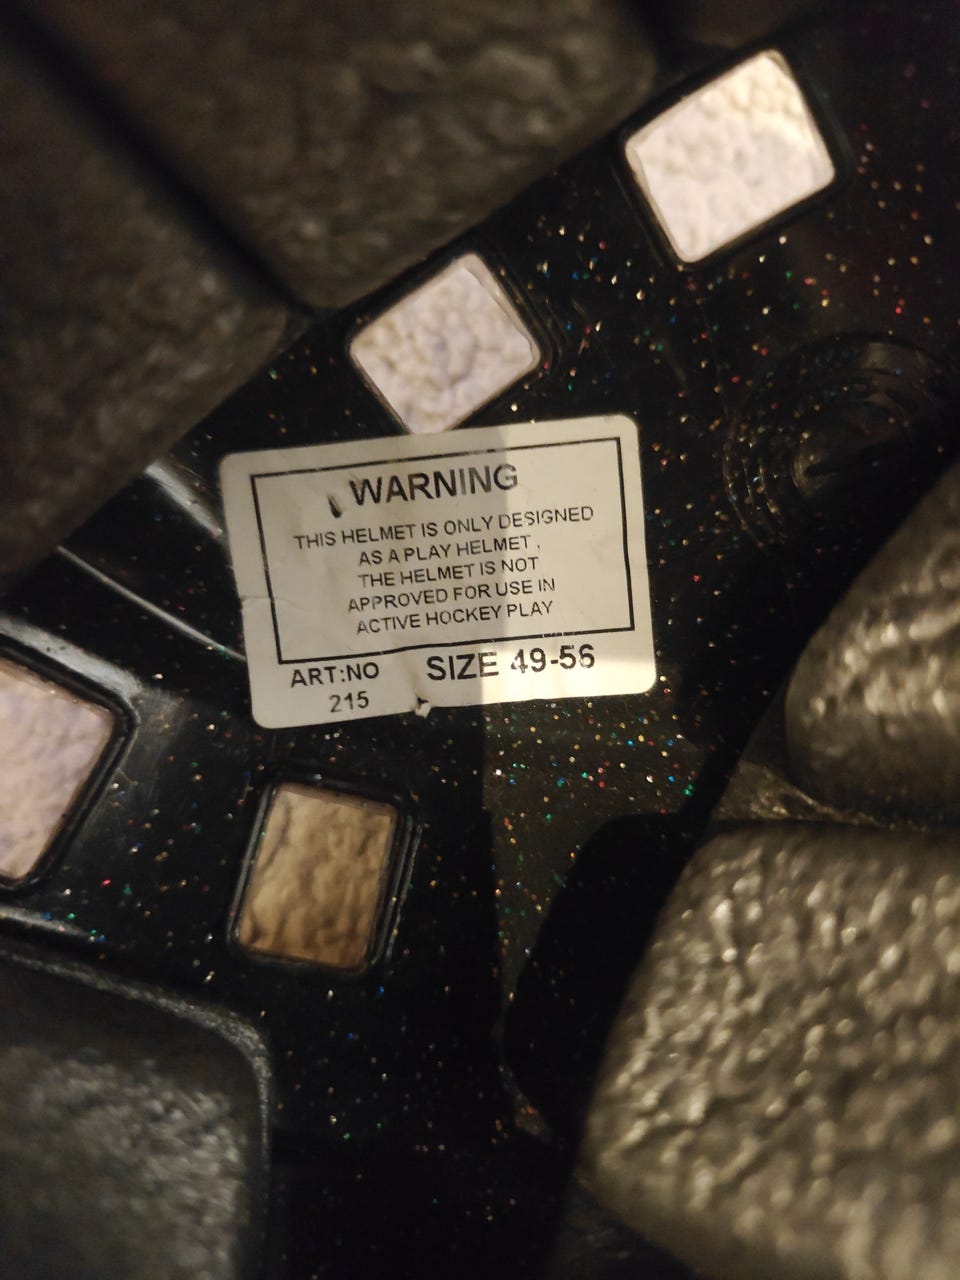 WARNING
THIS HELMET IS ONLY DESIGNED
AS A PLAY HELMET.
THE HELMET IS NOT
APPROVED FOR USE IN
ACTIVE HOCKEY PLAY
ART:NO SIZE 49-56
215